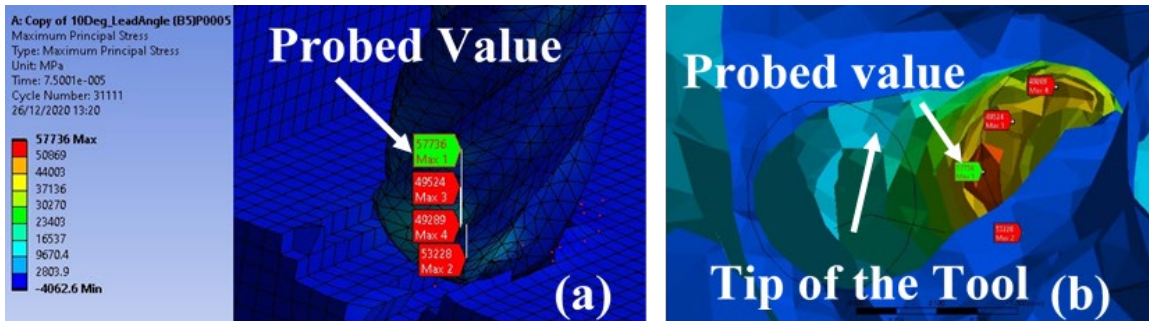 A: Copy of 10Deg_LeadAngle (B5)P0005
Maximum Principal Stress
Type: Maximum Principal Stress
Unit: MPa
Time: 7.5001e-005
Cycle Number: 31111
26/12/2020 13:20
57736 Max
50869
44003
37136
30270
23403
16537
9670.4
2803.9
-4062.6 Min
Probed Value
57736
Max 1
49524
Max 3
49289
Max 4
53228
Max 2
(a)
Probed value
49289
Max 4
49524
Max 3
57736
Max 1
53228
Max 2
Tip of the Tool
(b)